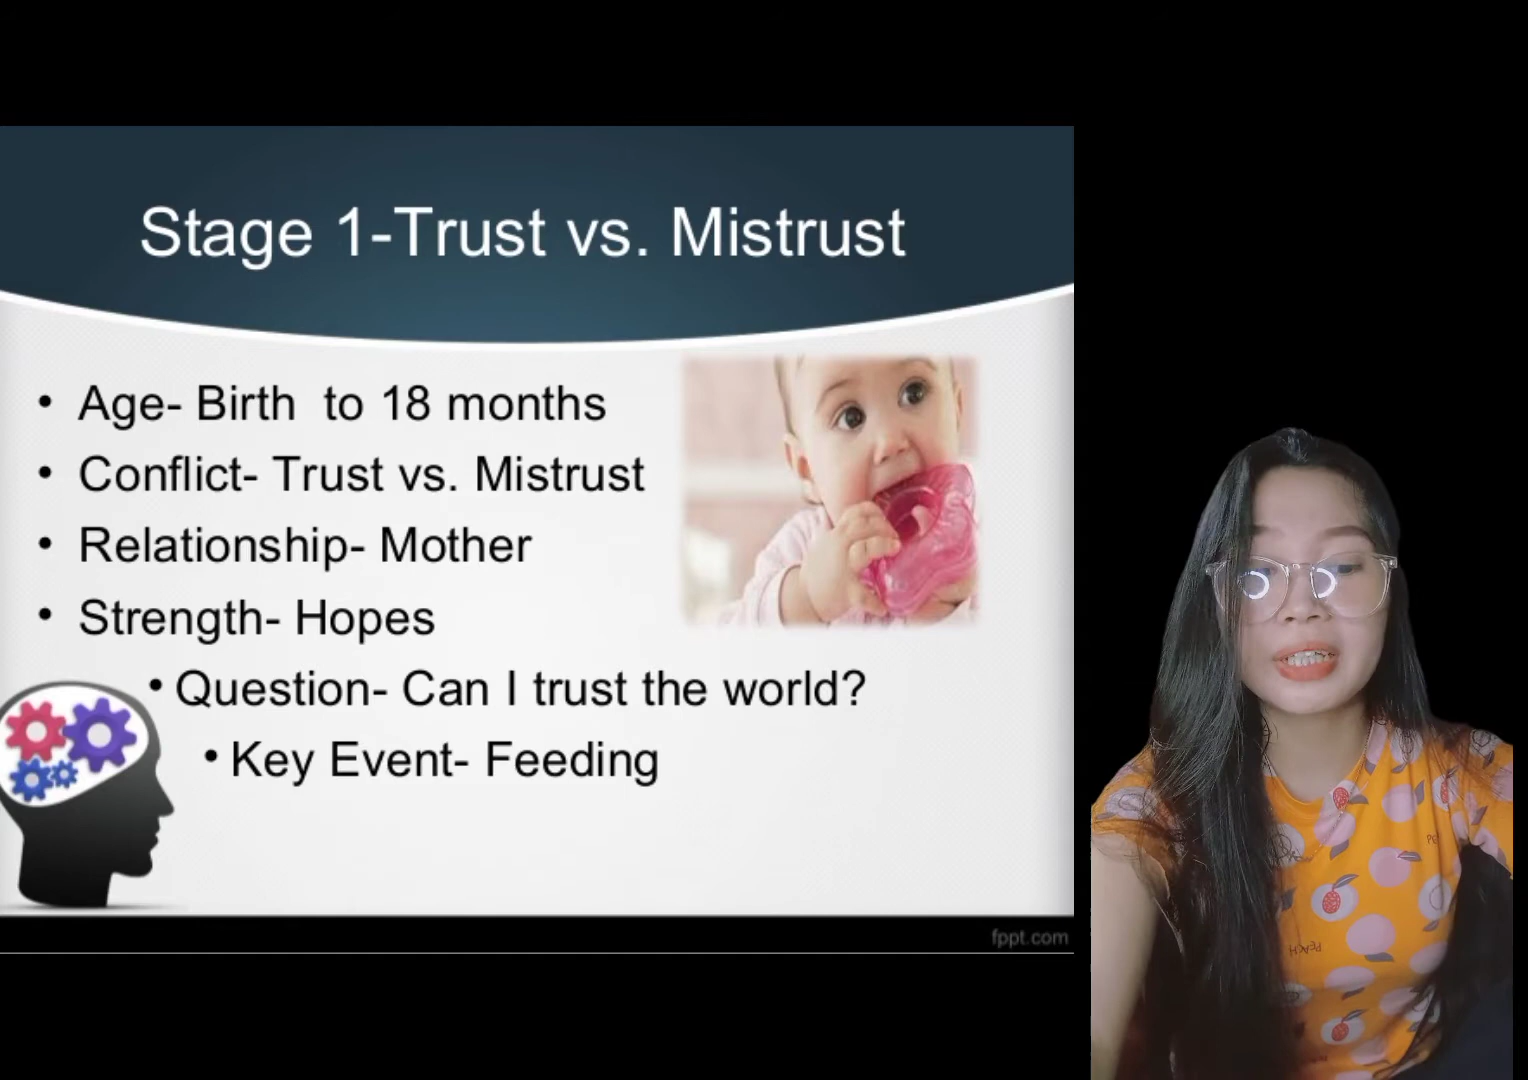 Stage 1-Trust vs. Mistrust
• Age- Birth  to 18 months
• Conflict- Trust vs. Mistrust
• Relationship- Mother
• Strength- Hopes
• Question- Can I trust the world?
• Key Event- Feeding
fppt.com
PEACH